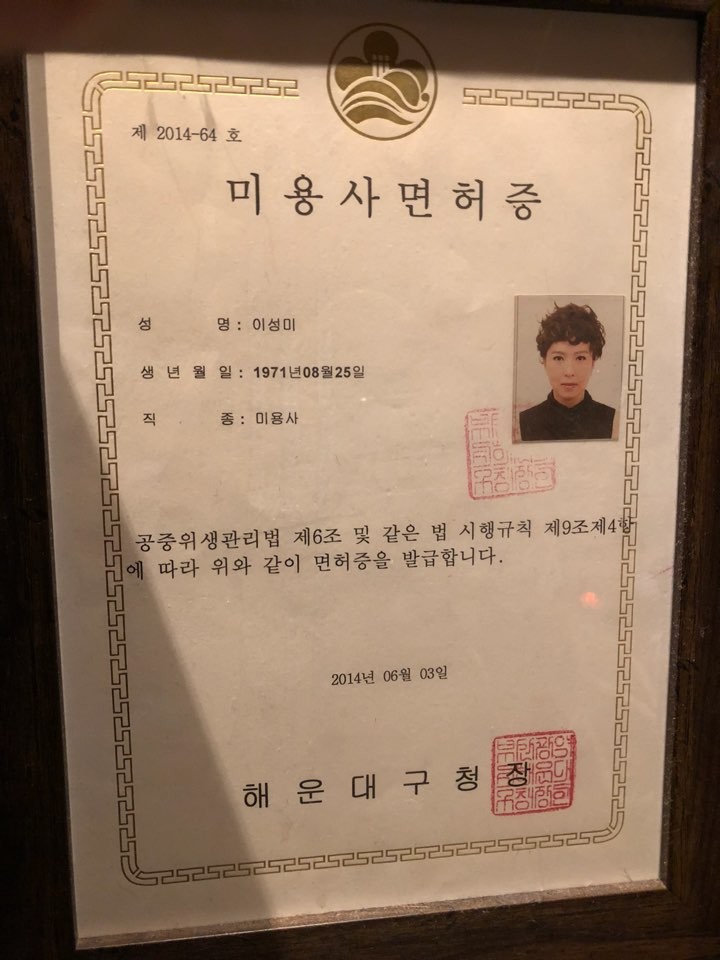 제 2014-64 호
미용사면허증
성 명 : 이성미
생 년 월 일 : 1971년08월25일
직 종 : 미용사
공중위생관리법 제6조 및 같은 법 시행규칙 제9조제4항
에 따라 위와 같이 면허증을 발급합니다.
2014년 06월 03일
해 운 대 구 청 장